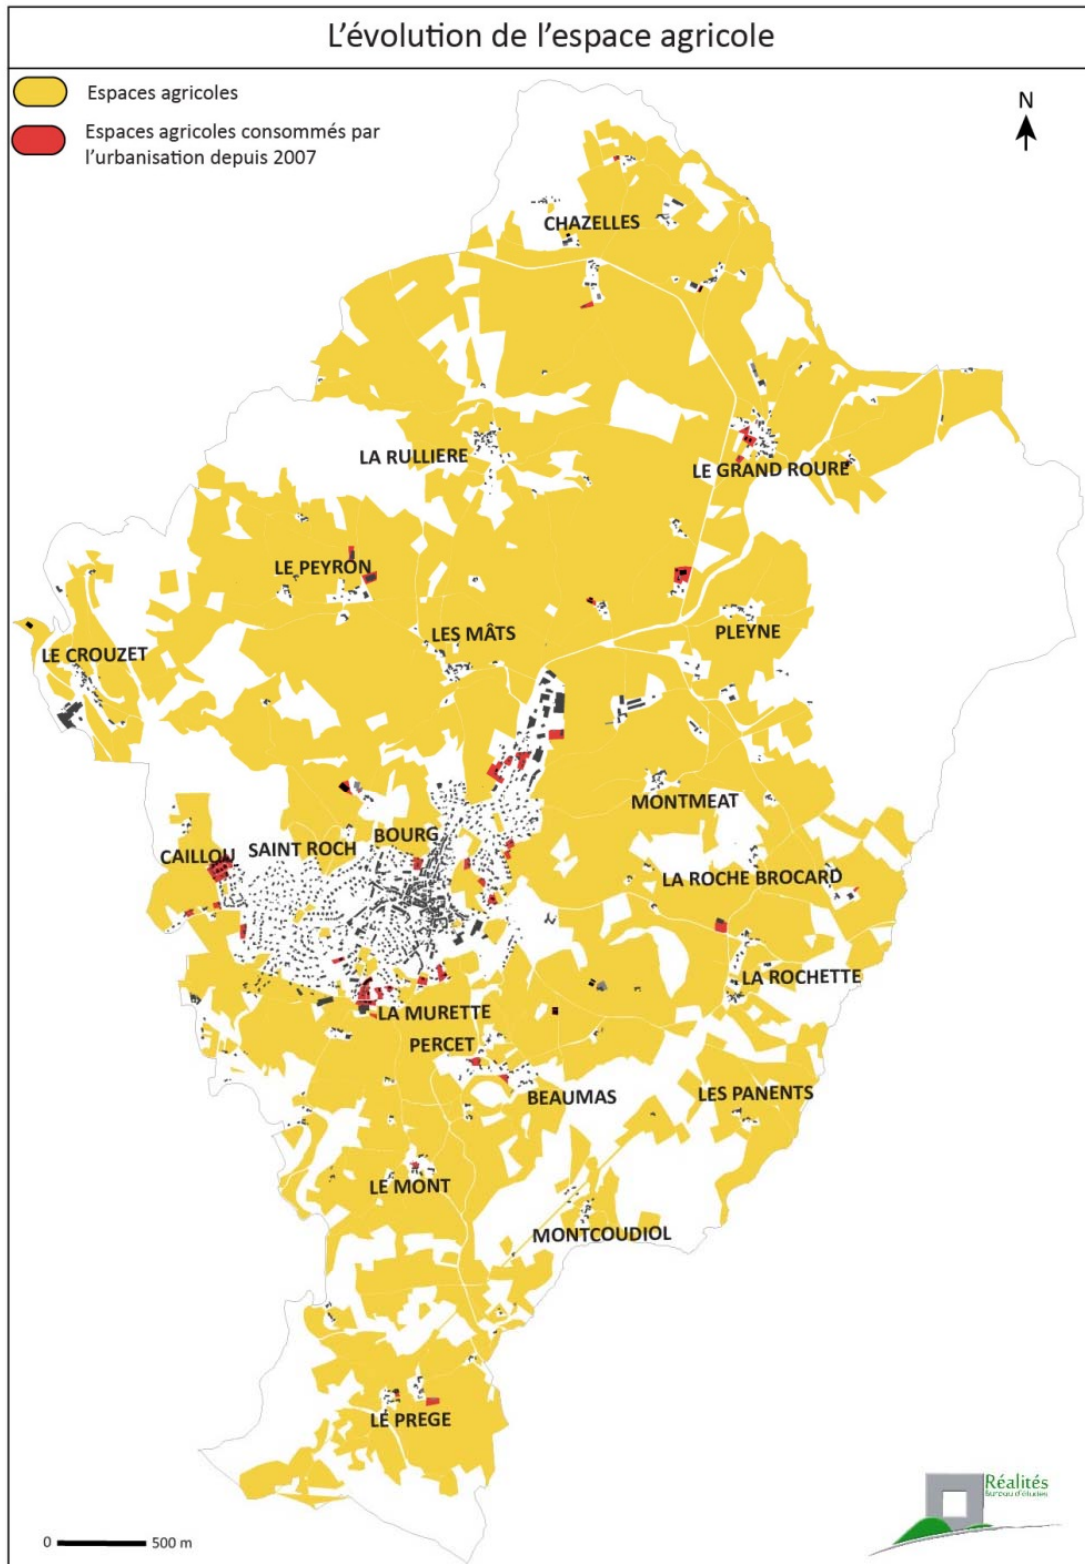 L'évolution de l'espace agricole
Espaces agricoles
Espaces agricoles consommés par
l'urbanisation depuis 2007
N
CHAZELLES
LA RULLIERE
LE GRAND ROURE
LE PEYRON
LES MÂTS
PLEYNE
LE CROUZET
MONTMEAT
BOURG
SAINT ROCH
CAILLOU
LA ROCHE BROCARD
LA ROCHETTE
LA MURETTE
PERCET
BEAUMAS
LES PANENTS
LE MONT
MONTCOUDIOL
LE PREGE
Réalités
Bureau d'études
0 500 m